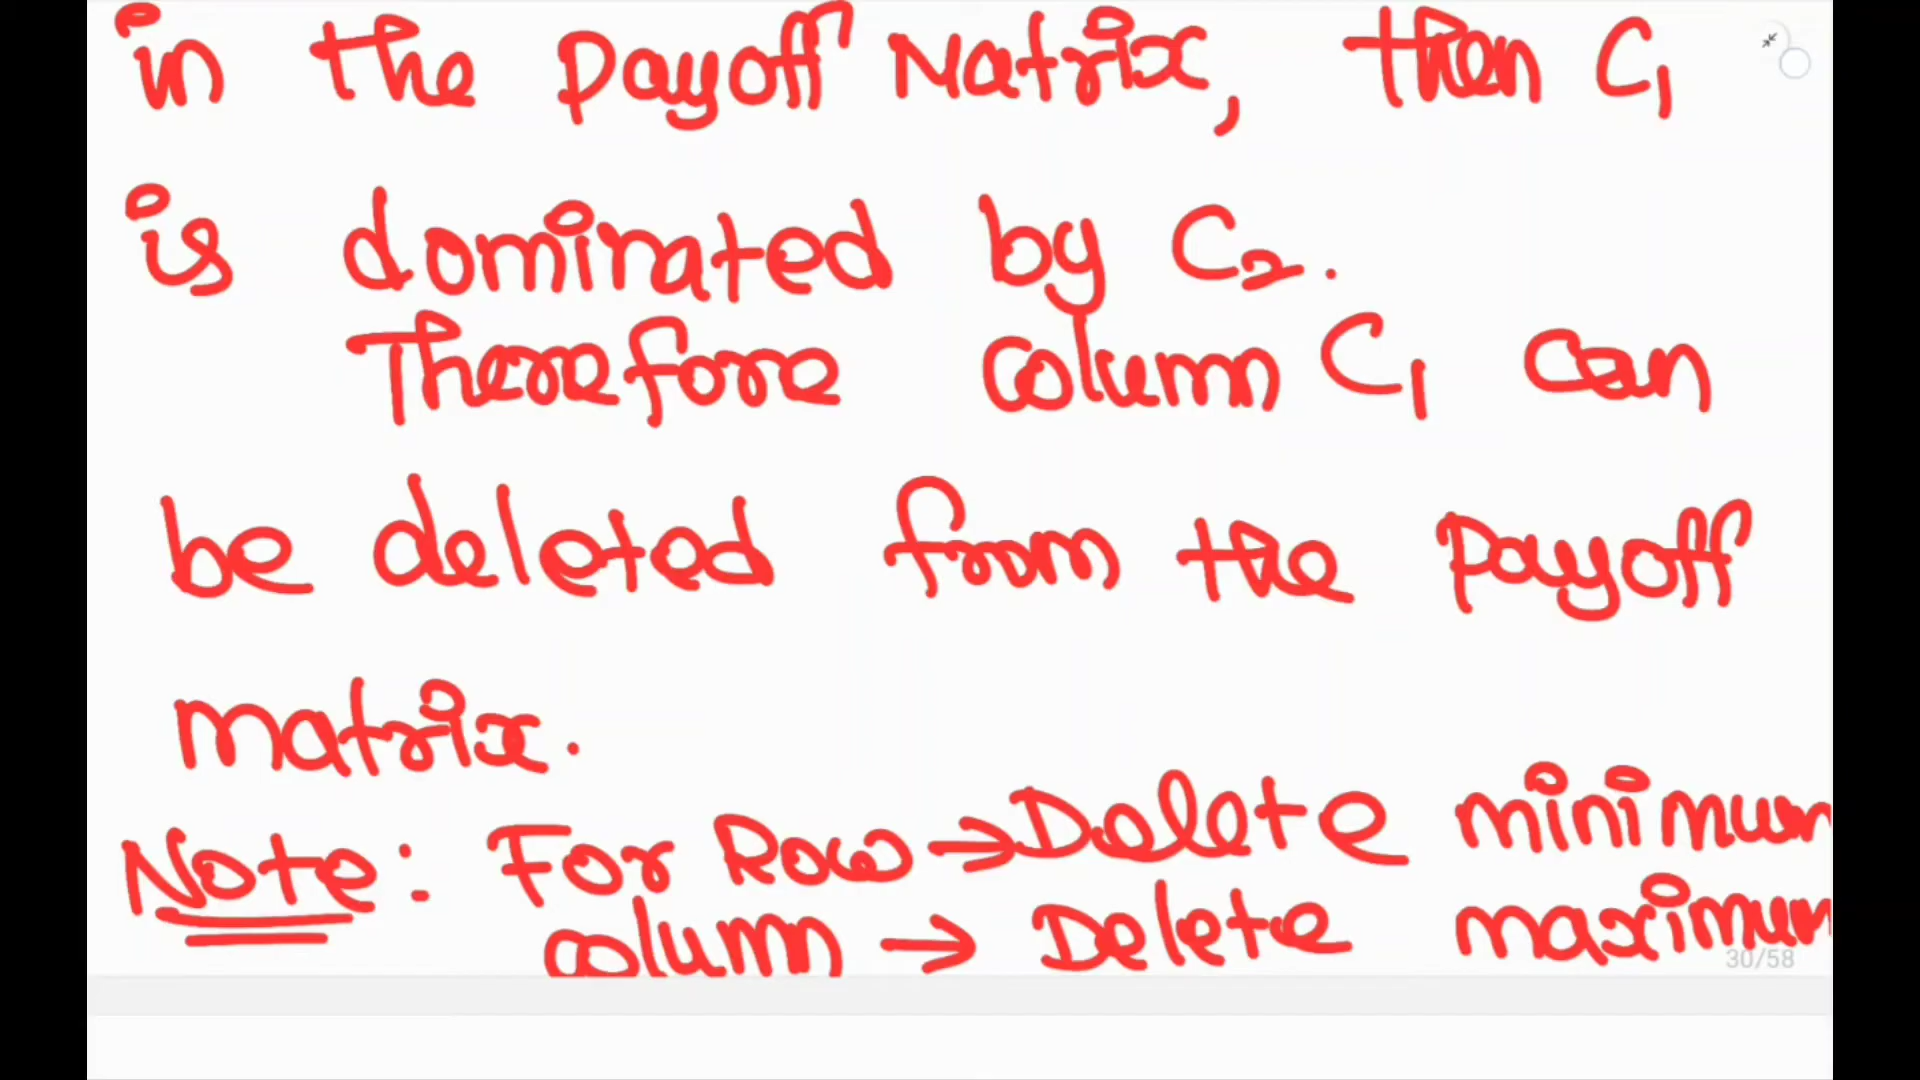 in the Payoff Matrix, then C1
is dominated by C2.
Therefore column C1 can
be deleted from the payoff
matrix.
Note: For Row → Delete minimum
column → Delete maximum
30/58